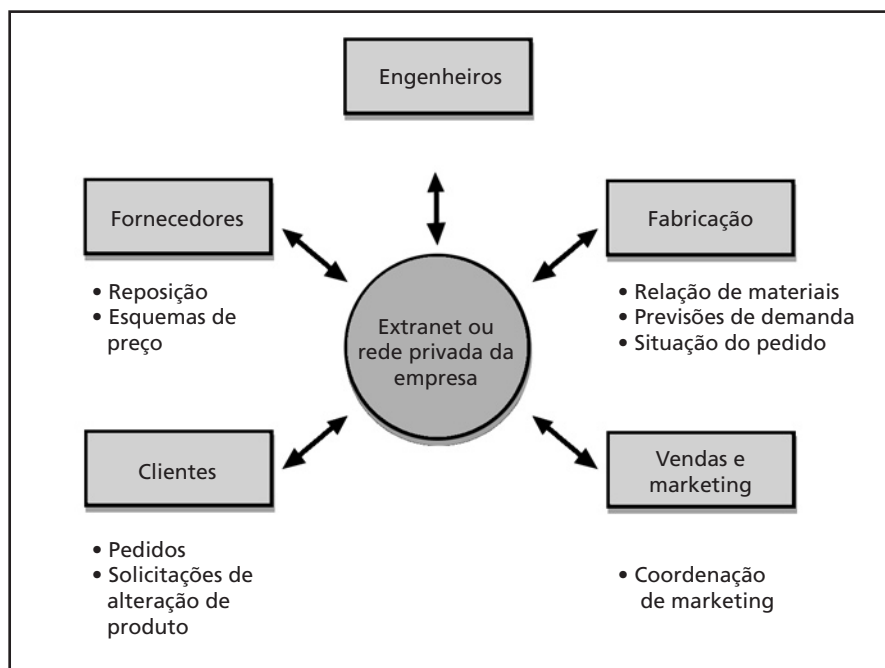 Engenheiros
Fornecedores
• Reposição
• Esquemas de
preço
Fabricação
• Relação de materiais
• Previsões de demanda
• Situação do pedido
Extranet ou
rede privada da
empresa
Clientes
• Pedidos
• Solicitações de
alteração de
produto
Vendas e
marketing
• Coordenação
de marketing